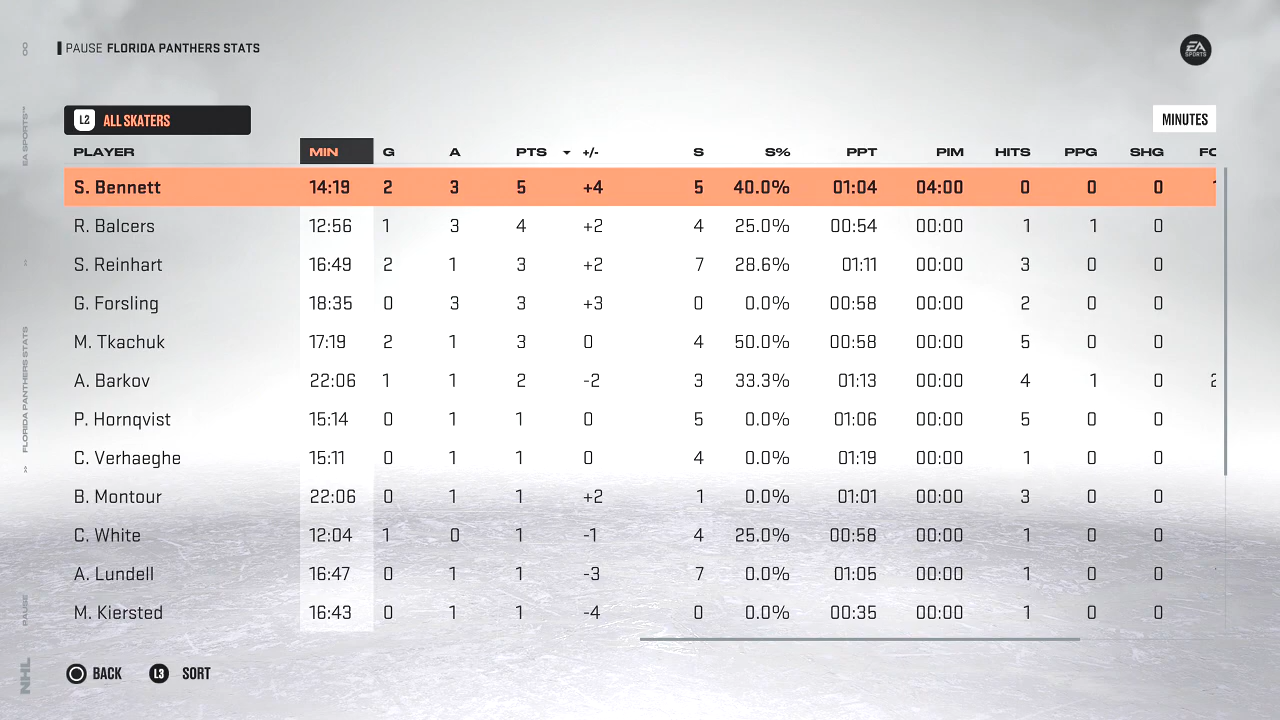 PAUSE FLORIDA PANTHERS STATS
EA SPORTS
L2 ALL SKATERS
MINUTES
PLAYER MIN G A PTS +/- S S% PPT PIM HITS PPG SHG
S. Bennett 14:19 2 3 5 +4 5 40.0% 01:04 04:00 0 0 0
R. Balcers 12:56 1 3 4 +2 4 25.0% 00:54 00:00 1 1 0
S. Reinhart 16:49 2 1 3 +2 7 28.6% 01:11 00:00 3 0 0
G. Forsling 18:35 0 3 3 +3 0 0.0% 00:58 00:00 2 0 0
M. Tkachuk 17:19 2 1 3 0 4 50.0% 00:58 00:00 5 0 0
A. Barkov 22:06 1 1 2 -2 3 33.3% 01:13 00:00 4 1 0
P. Hornqvist 15:14 0 1 1 0 5 0.0% 01:06 00:00 5 0 0
C. Verhaeghe 15:11 0 1 1 0 4 0.0% 01:19 00:00 1 0 0
B. Montour 22:06 0 1 1 +2 1 0.0% 01:01 00:00 3 0 0
C. White 12:04 1 0 1 -1 4 25.0% 00:58 00:00 1 0 0
A. Lundell 16:47 0 1 1 -3 7 0.0% 01:05 00:00 1 0 0
M. Kiersted 16:43 0 1 1 -4 0 0.0% 00:35 00:00 1 0 0
BACK L3 SORT
NHL PAUSE >> FLORIDA PANTHERS STATS >> EA SPORTS™